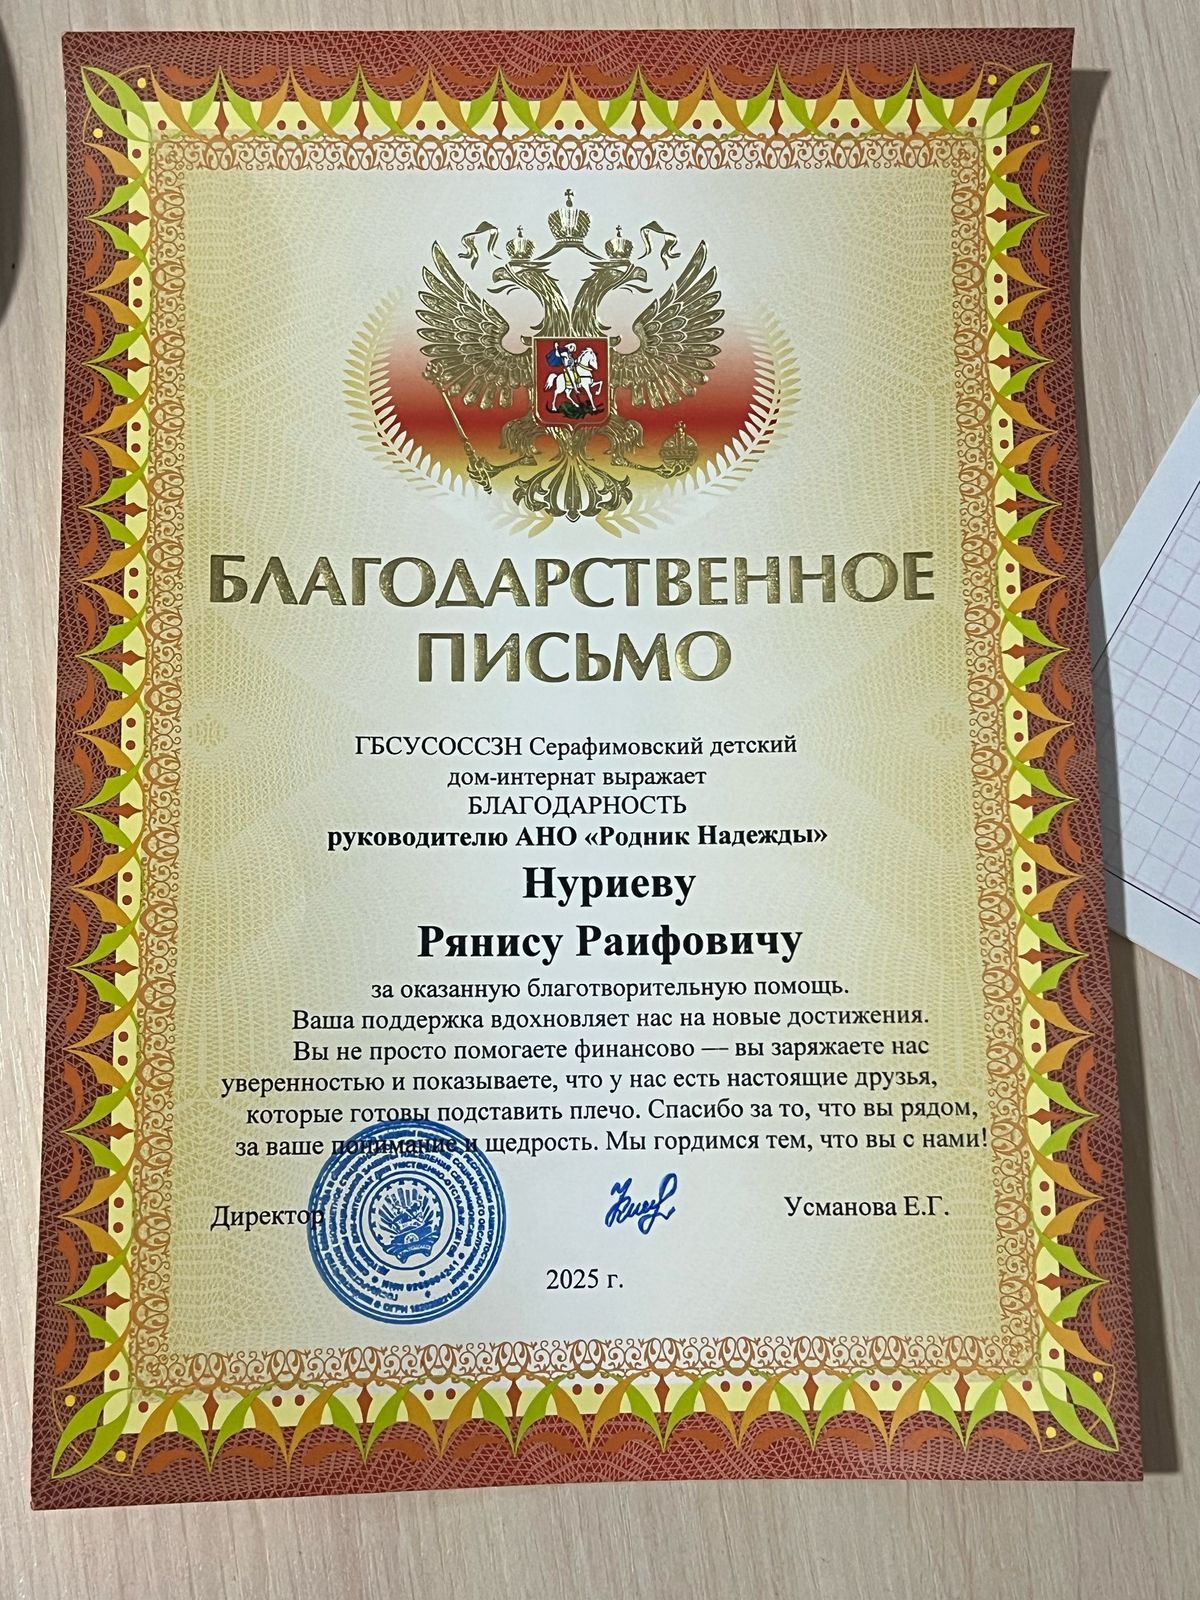 БЛАГОДАРСТВЕННОЕ
ПИСЬМО
ГБСУСОССЗН Серафимовский детский
дом-интернат выражает
БЛАГОДАРНОСТЬ
руководителю АНО «Родник Надежды»
Нуриеву
Рянису Раифовичу
за оказанную благотворительную помощь.
Ваша поддержка вдохновляет нас на новые достижения.
Вы не просто помогаете финансово — вы заряжаете нас
уверенностью и показываете, что у нас есть настоящие друзья,
которые готовы подставить плечо. Спасибо за то, что вы рядом,
за ваше понимание и щедрость. Мы гордимся тем, что вы с нами!
Директор
Усманова Е.Г.
2025 г.